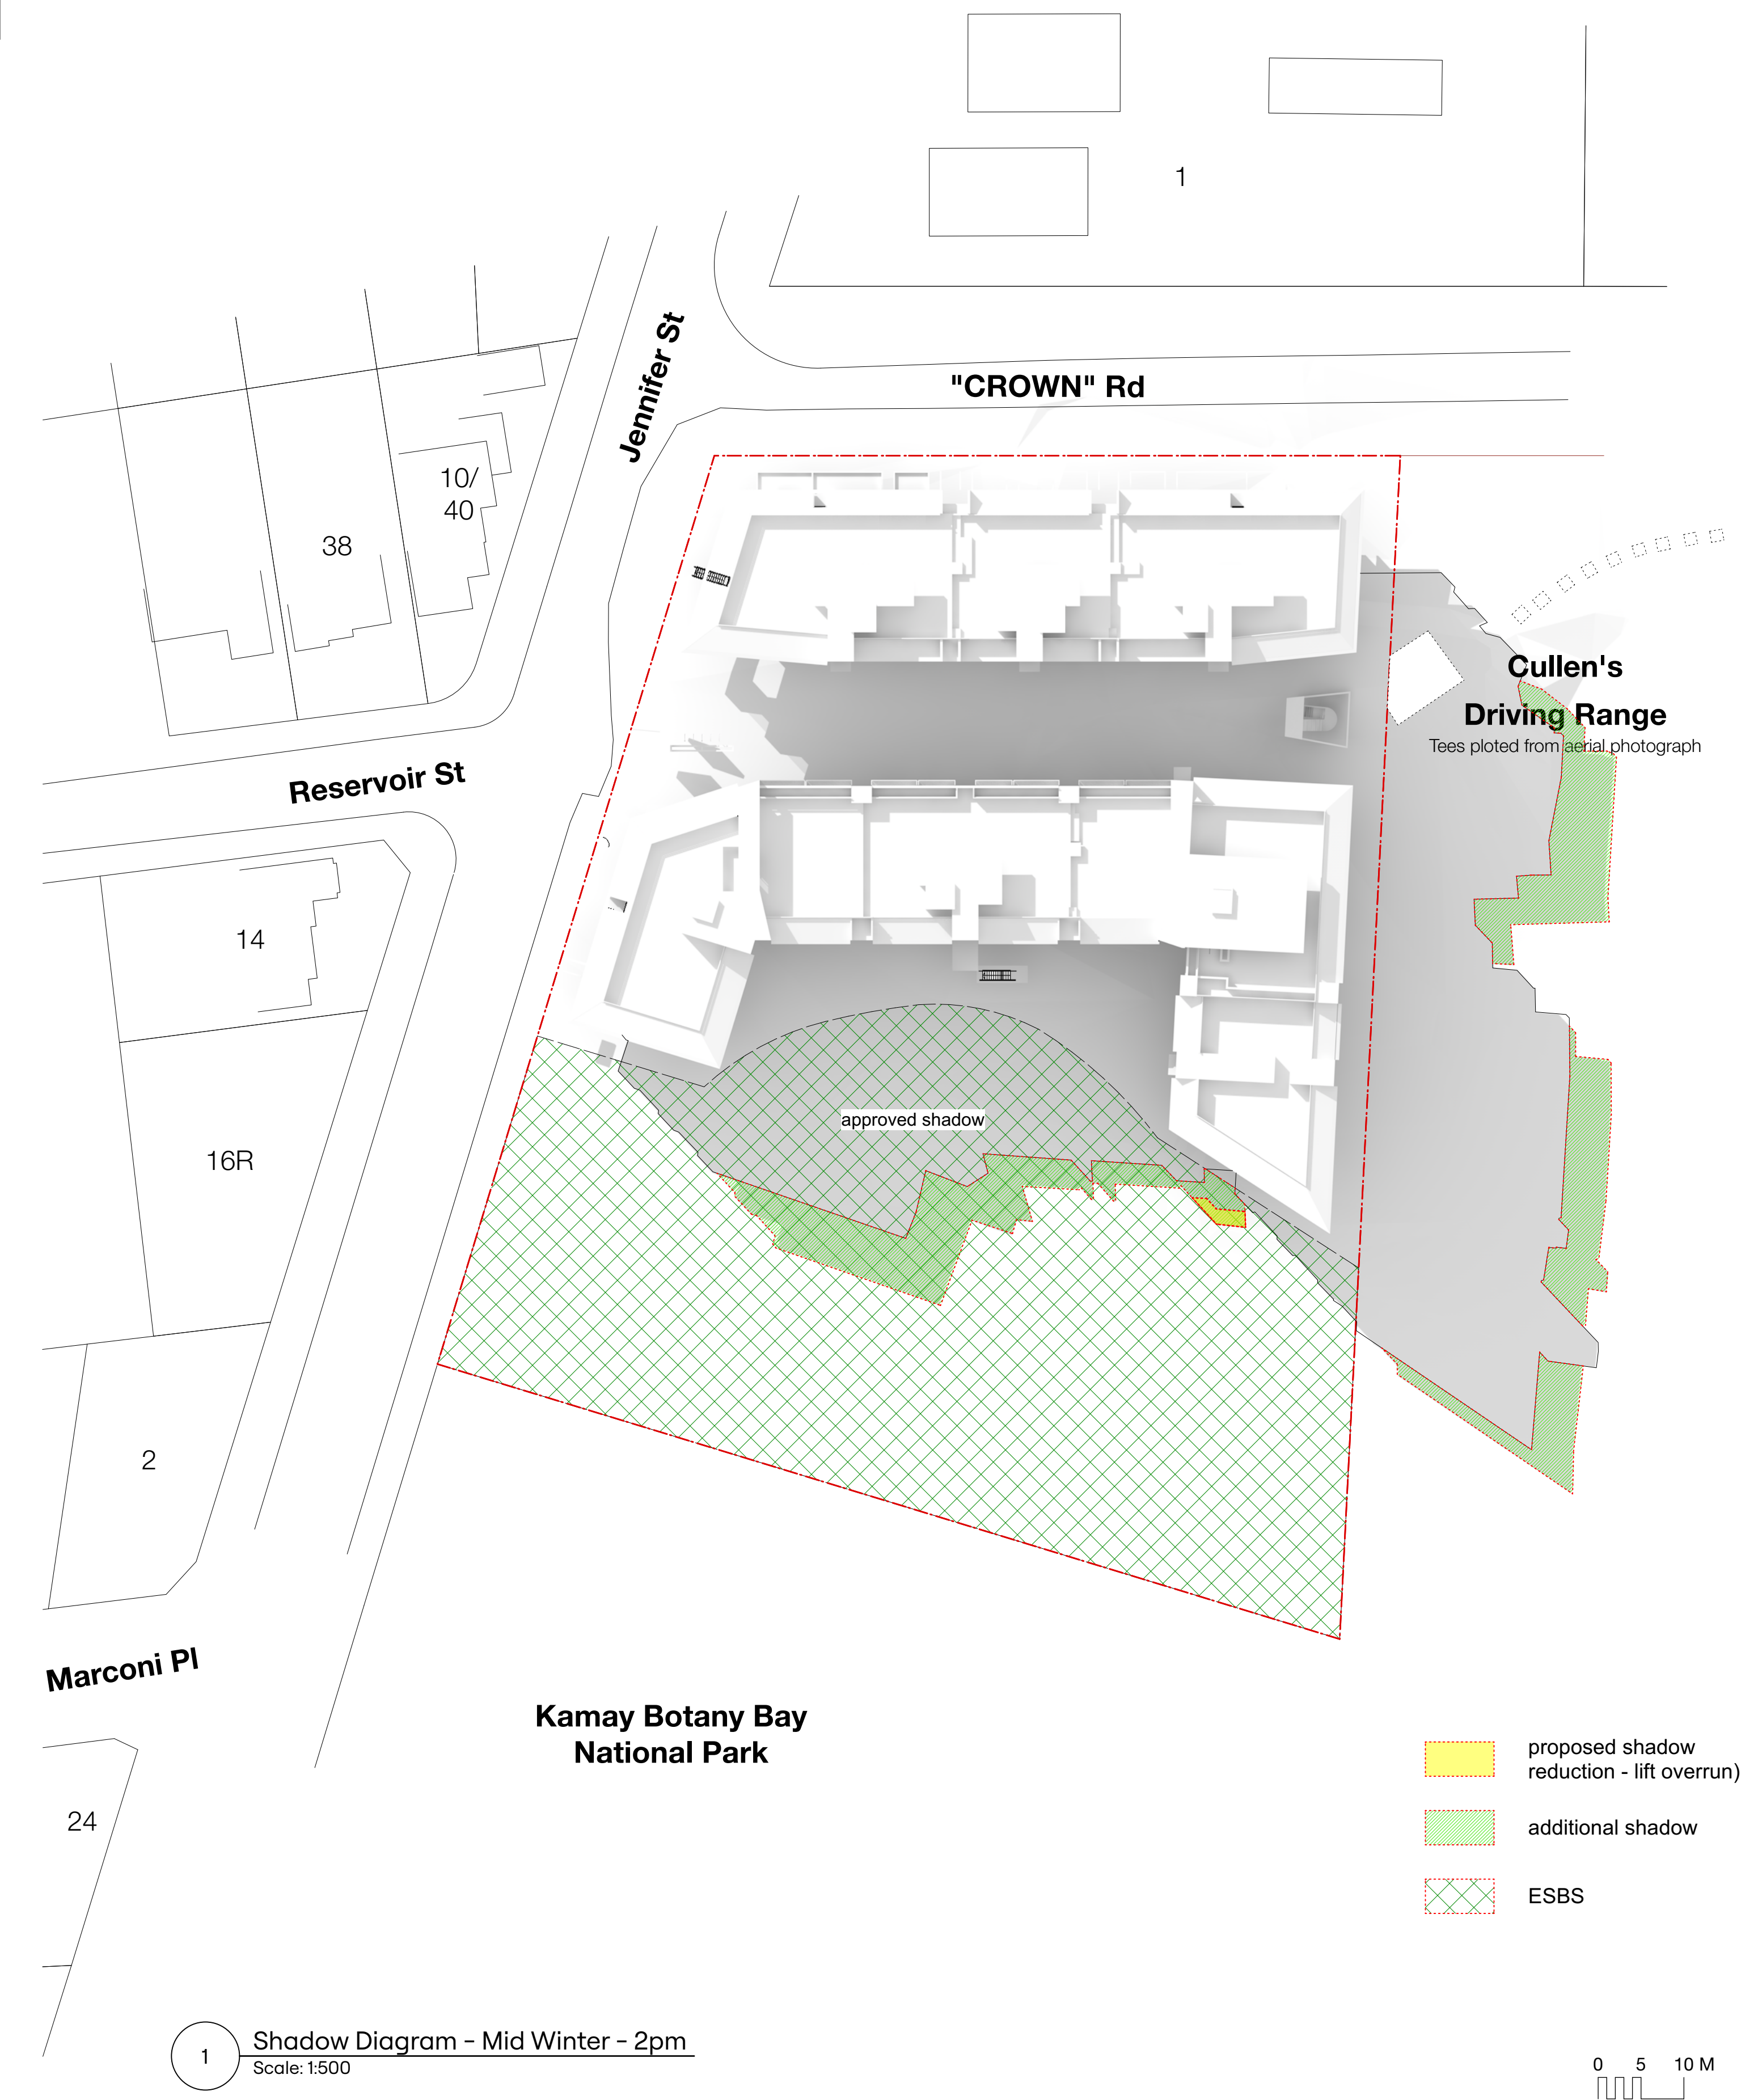 1
Jennifer St
"CROWN" Rd
10/
40
38
Cullen's
Driving Range
Tees ploted from aerial photograph
Reservoir St
14
approved shadow
16R
2
Marconi Pl
Kamay Botany Bay
National Park
proposed shadow
reduction - lift overrun)
24
additional shadow
ESBS
1
Shadow Diagram - Mid Winter - 2pm
Scale: 1:500
0 5 10 M